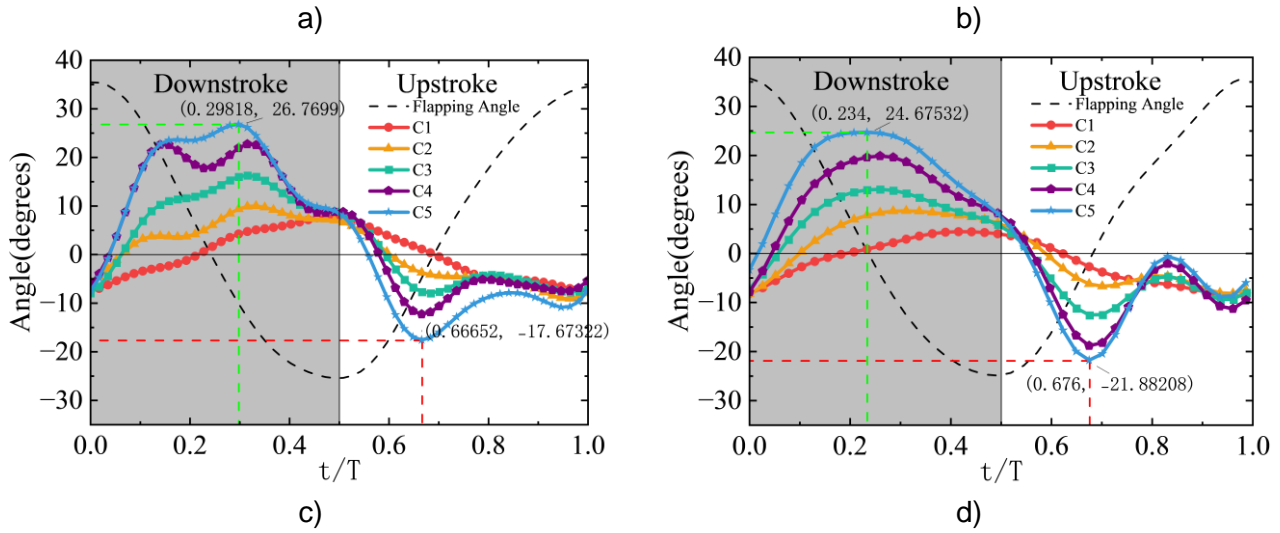 a)
b)
40
30
20
10
0
−10
−20
−30
Angle(degrees)
Downstroke
Upstroke
(0.29818, 26.7699)
Flapping Angle
C1
C2
C3
C4
C5
(0.66652, -17.67322)
0.0 0.2 0.4 0.6 0.8 1.0
t/T
40
30
20
10
0
−10
−20
−30
Angle(degrees)
Downstroke
Upstroke
(0.234, 24.67532)
Flapping Angle
C1
C2
C3
C4
C5
(0.676, -21.88208)
0.0 0.2 0.4 0.6 0.8 1.0
t/T
c)
d)